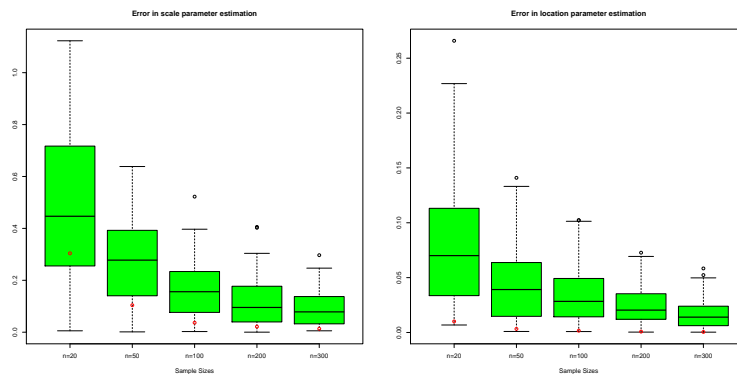 Error in scale parameter estimation
1.0
0.8
0.6
0.4
0.2
0.0
n=20 n=50 n=100 n=200 n=300
Sample Sizes
Error in location parameter estimation
0.25
0.20
0.15
0.10
0.05
0.00
n=20 n=50 n=100 n=200 n=300
Sample Sizes